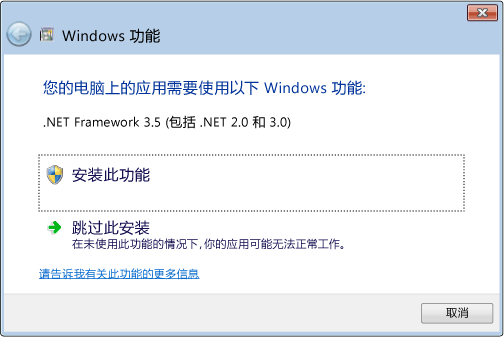 Windows 功能
您的电脑上的应用需要使用以下 Windows 功能:
.NET Framework 3.5 (包括 .NET 2.0 和 3.0)
安装此功能
跳过此安装
在未使用此功能的情况下，你的应用可能无法正常工作。
请告诉我有关此功能的更多信息
取消